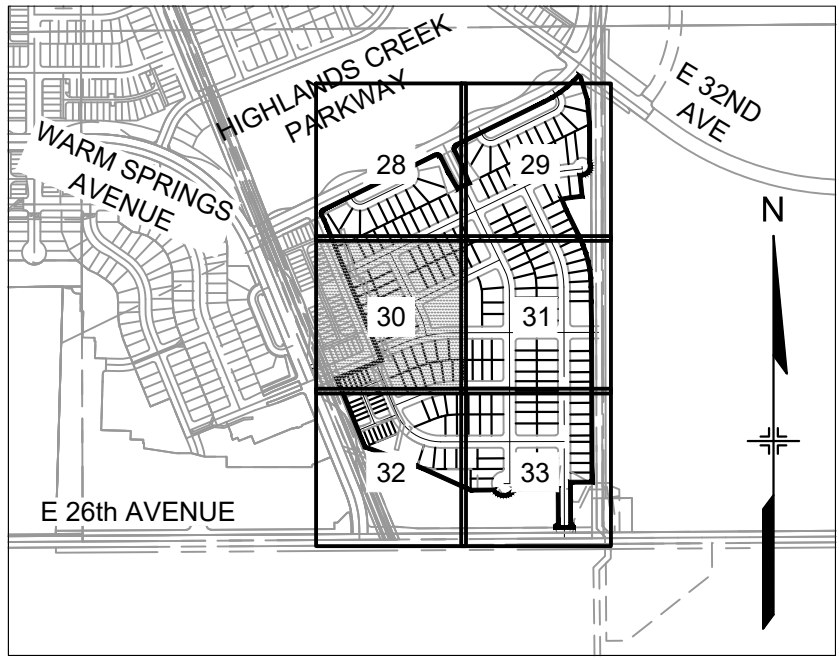 HIGHLANDS CREEK
PARKWAY
E 32ND
AVE
WARM SPRINGS
AVENUE
28
29
N
30
31
32
33
E 26th AVENUE